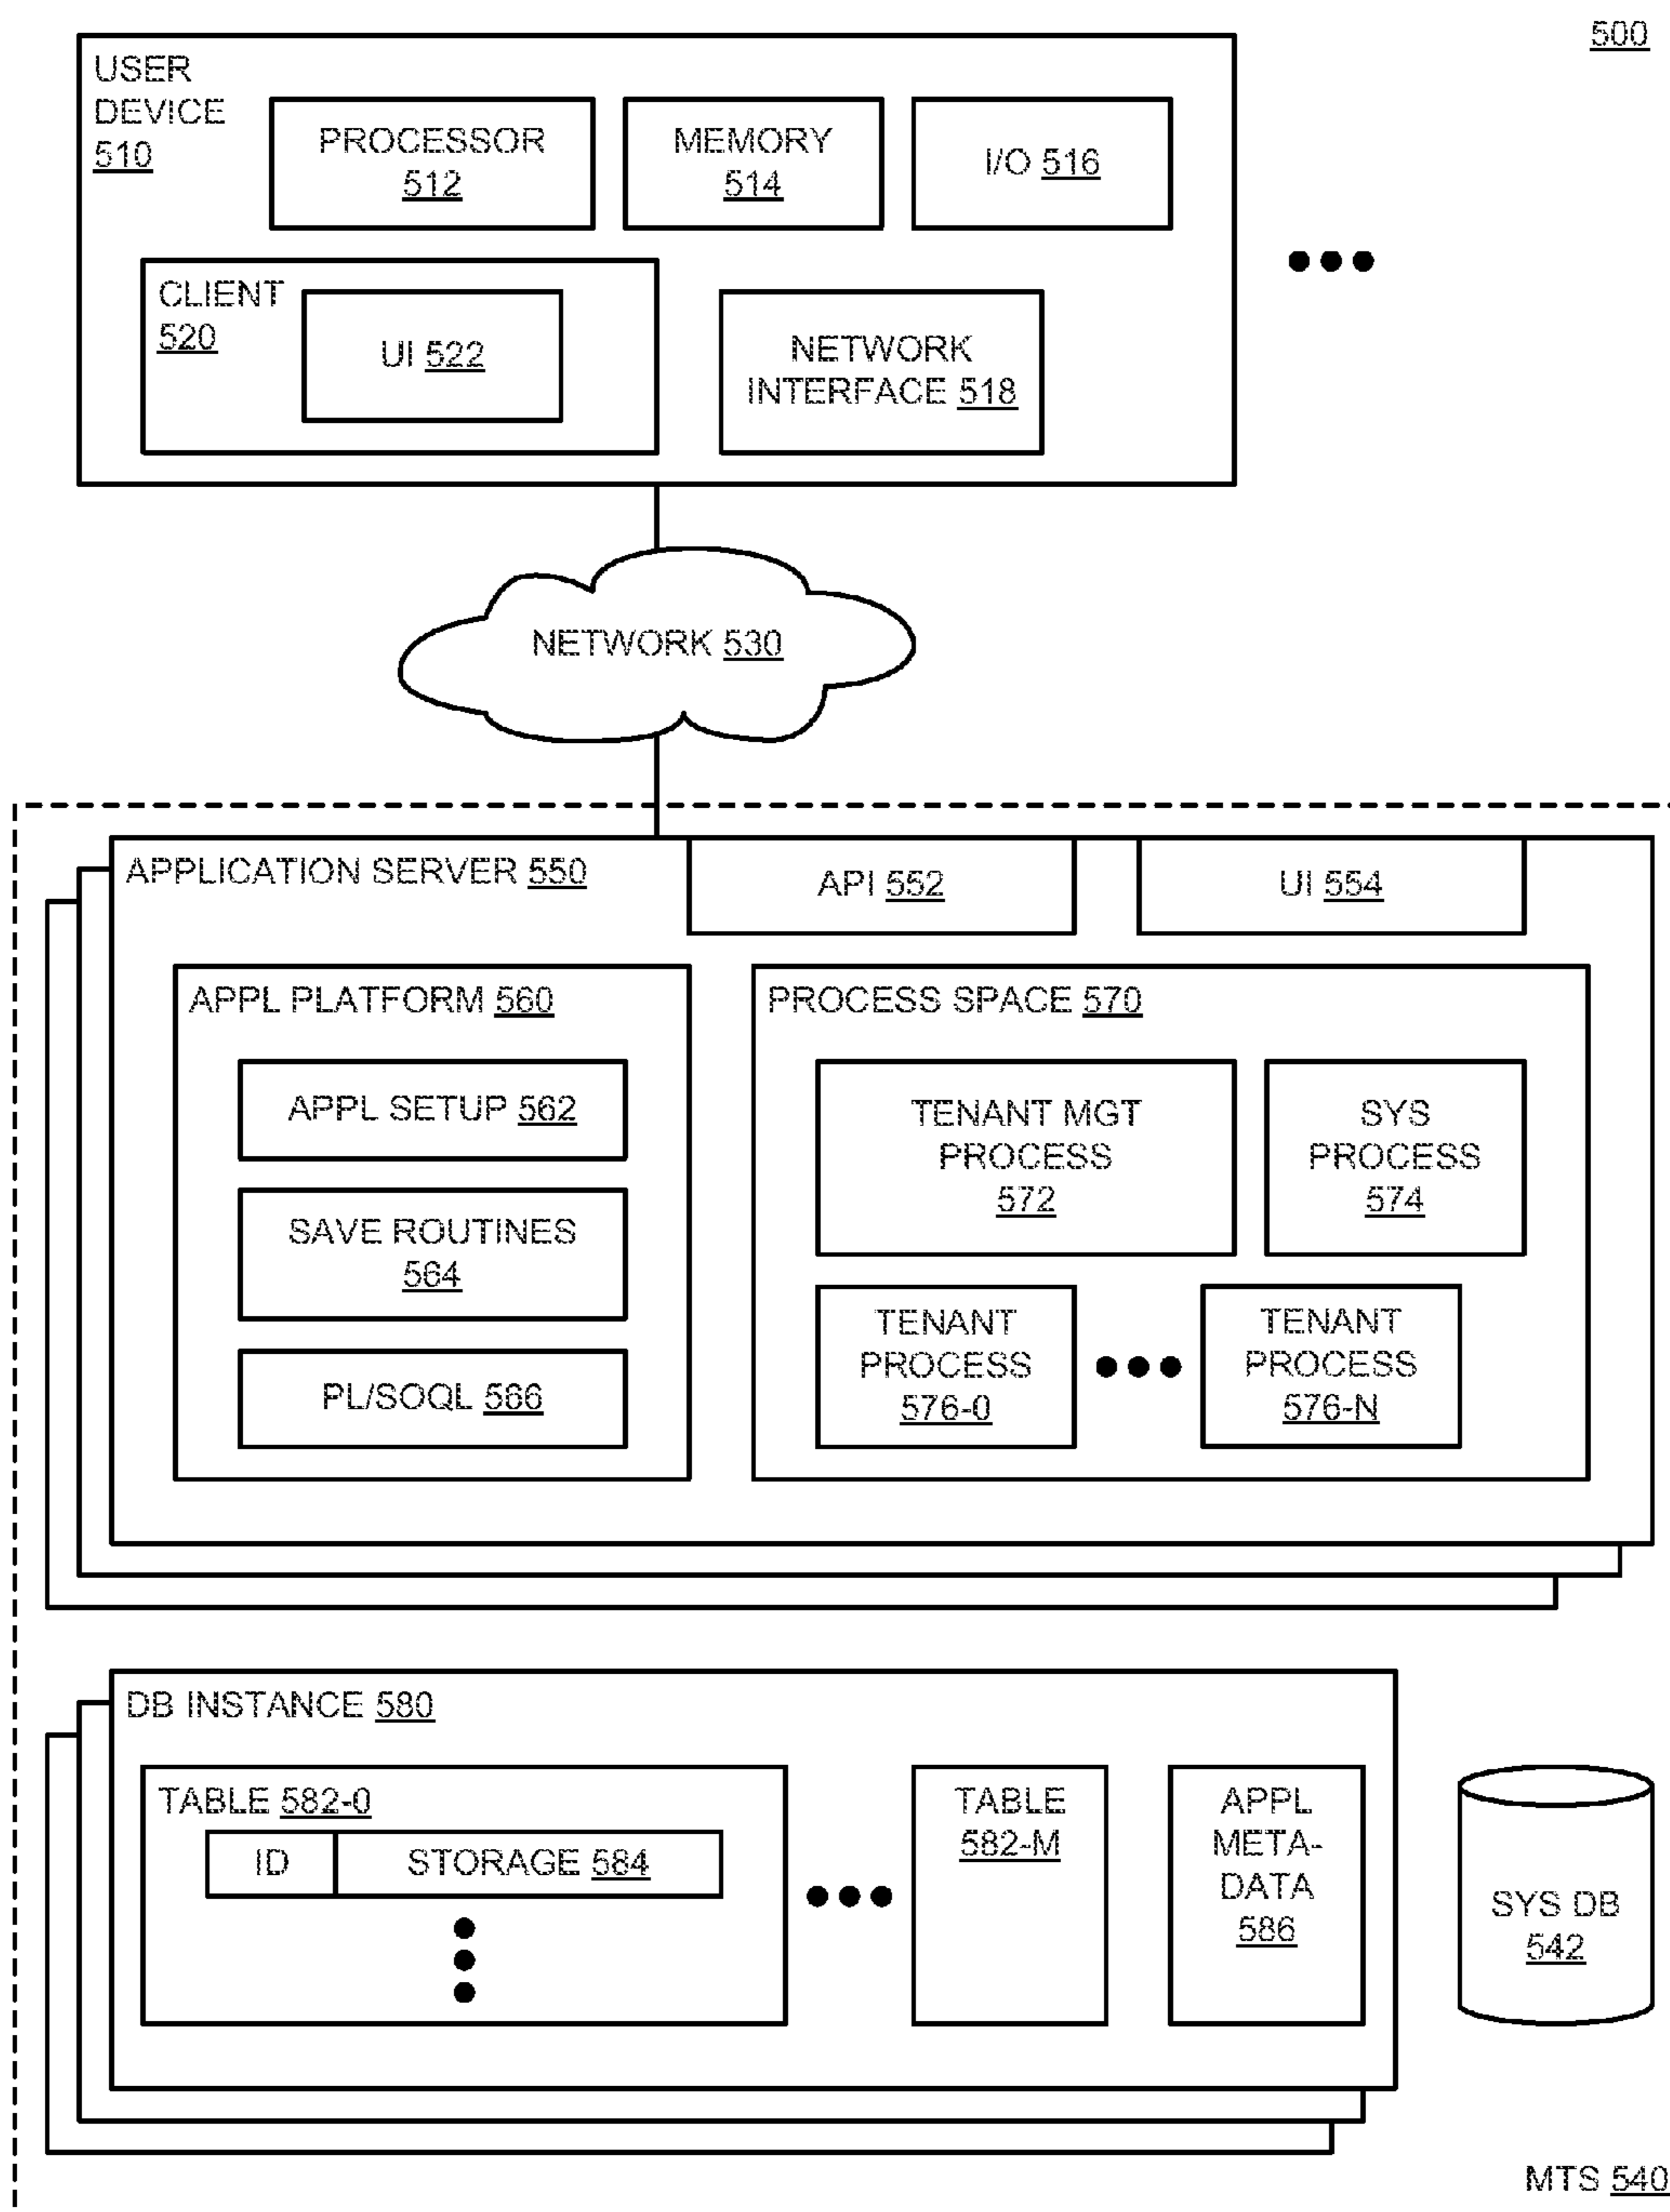 500
USER
DEVICE
510
PROCESSOR
512
MEMORY
514
I/O 516
CLIENT
520
UI 522
NETWORK
INTERFACE 518
NETWORK 530
APPLICATION SERVER 550
API 552
UI 554
APPL PLATFORM 560
APPL SETUP 562
SAVE ROUTINES
564
PL/SOQL 566
PROCESS SPACE 570
TENANT MGT
PROCESS
572
SYS
PROCESS
574
TENANT
PROCESS
576-0
TENANT
PROCESS
576-N
DB INSTANCE 580
TABLE 582-0
ID
STORAGE 584
TABLE
582-M
APPL
META-
DATA
586
SYS DB
542
MTS 540